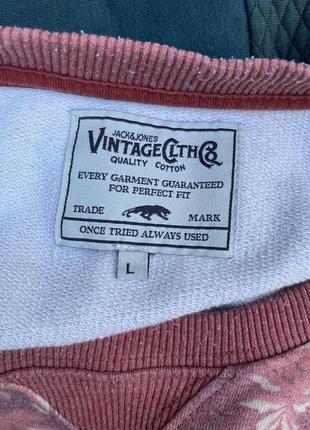 JACK&JONES
VINTAGE CLTH CO
QUALITY COTTON
EVERY GARMENT GUARANTEED
FOR PERFECT FIT
TRADE MARK
ONCE TRIED ALWAYS USED
L